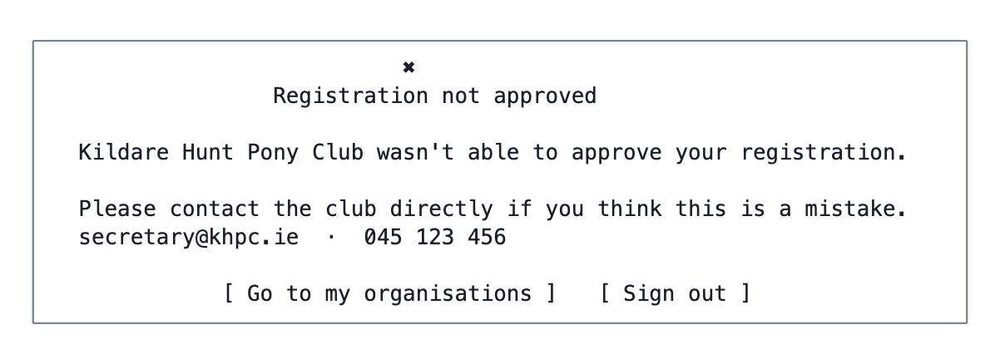 ✖
Registration not approved
Kildare Hunt Pony Club wasn't able to approve your registration.
Please contact the club directly if you think this is a mistake.
secretary@khpc.ie · 045 123 456
[ Go to my organisations ] [ Sign out ]